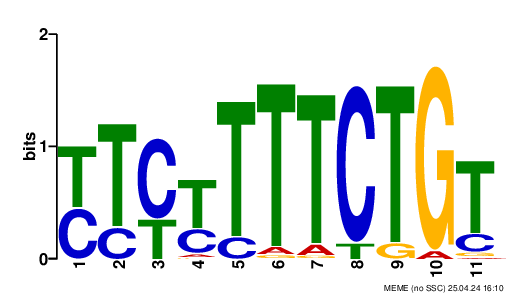 2
bits
1
0
T T C T T T T C T G T
C C T C C A A T G A C
A G G G
1 2 3 4 5 6 7 8 9 10 11
MEME (no SSC) 25.04.24 16:10